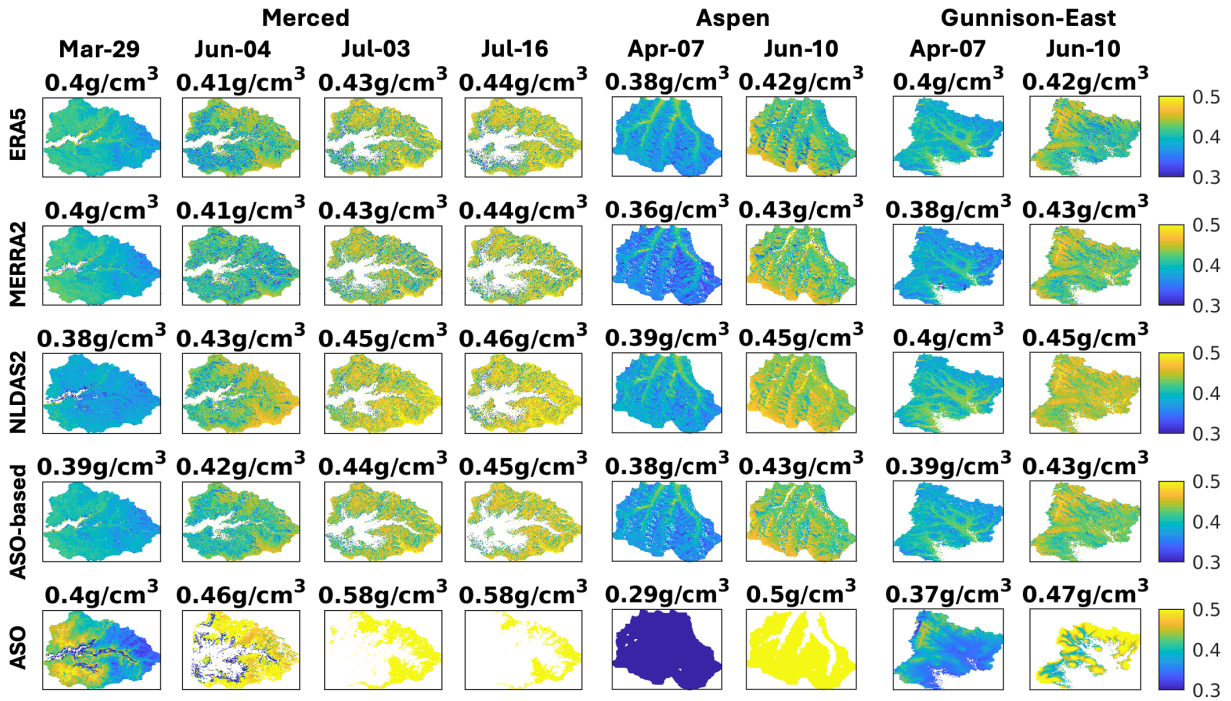 Merced Aspen Gunnison-East
Mar-29 Jun-04 Jul-03 Jul-16 Apr-07 Jun-10 Apr-07 Jun-10
0.4g/cm³ 0.41g/cm³ 0.43g/cm³ 0.44g/cm³ 0.38g/cm³ 0.42g/cm³ 0.4g/cm³ 0.42g/cm³
ERA5
0.5
0.4
0.3
0.4g/cm³ 0.41g/cm³ 0.43g/cm³ 0.44g/cm³ 0.36g/cm³ 0.43g/cm³ 0.38g/cm³ 0.43g/cm³
MERRA2
0.5
0.4
0.3
0.38g/cm³ 0.43g/cm³ 0.45g/cm³ 0.46g/cm³ 0.39g/cm³ 0.45g/cm³ 0.4g/cm³ 0.45g/cm³
NLDAS2
0.5
0.4
0.3
0.39g/cm³ 0.42g/cm³ 0.44g/cm³ 0.45g/cm³ 0.38g/cm³ 0.43g/cm³ 0.39g/cm³ 0.43g/cm³
ASO-based
0.5
0.4
0.3
0.4g/cm³ 0.46g/cm³ 0.58g/cm³ 0.58g/cm³ 0.29g/cm³ 0.5g/cm³ 0.37g/cm³ 0.47g/cm³
ASO
0.5
0.4
0.3